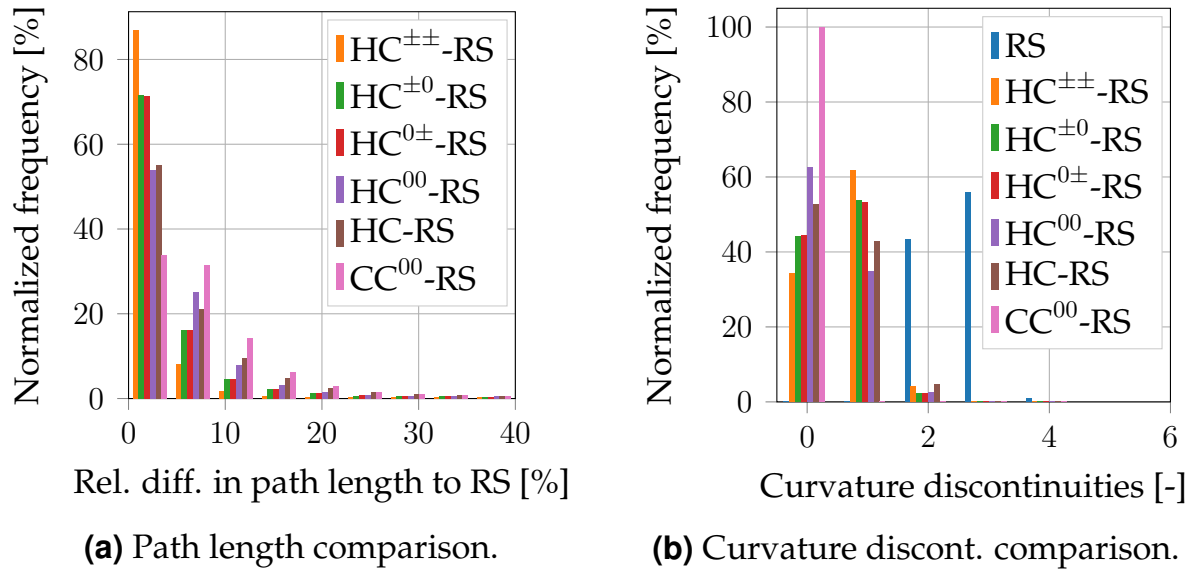 Normalized frequency [%]
80
60
40
20
0
0 10 20 30 40
Rel. diff. in path length to RS [%]
HC±±-RS
HC±0-RS
HC0±-RS
HC00-RS
HC-RS
CC00-RS
(a) Path length comparison.
Normalized frequency [%]
100
80
60
40
20
0
0 2 4 6
Curvature discontinuities [-]
RS
HC±±-RS
HC±0-RS
HC0±-RS
HC00-RS
HC-RS
CC00-RS
(b) Curvature discont. comparison.